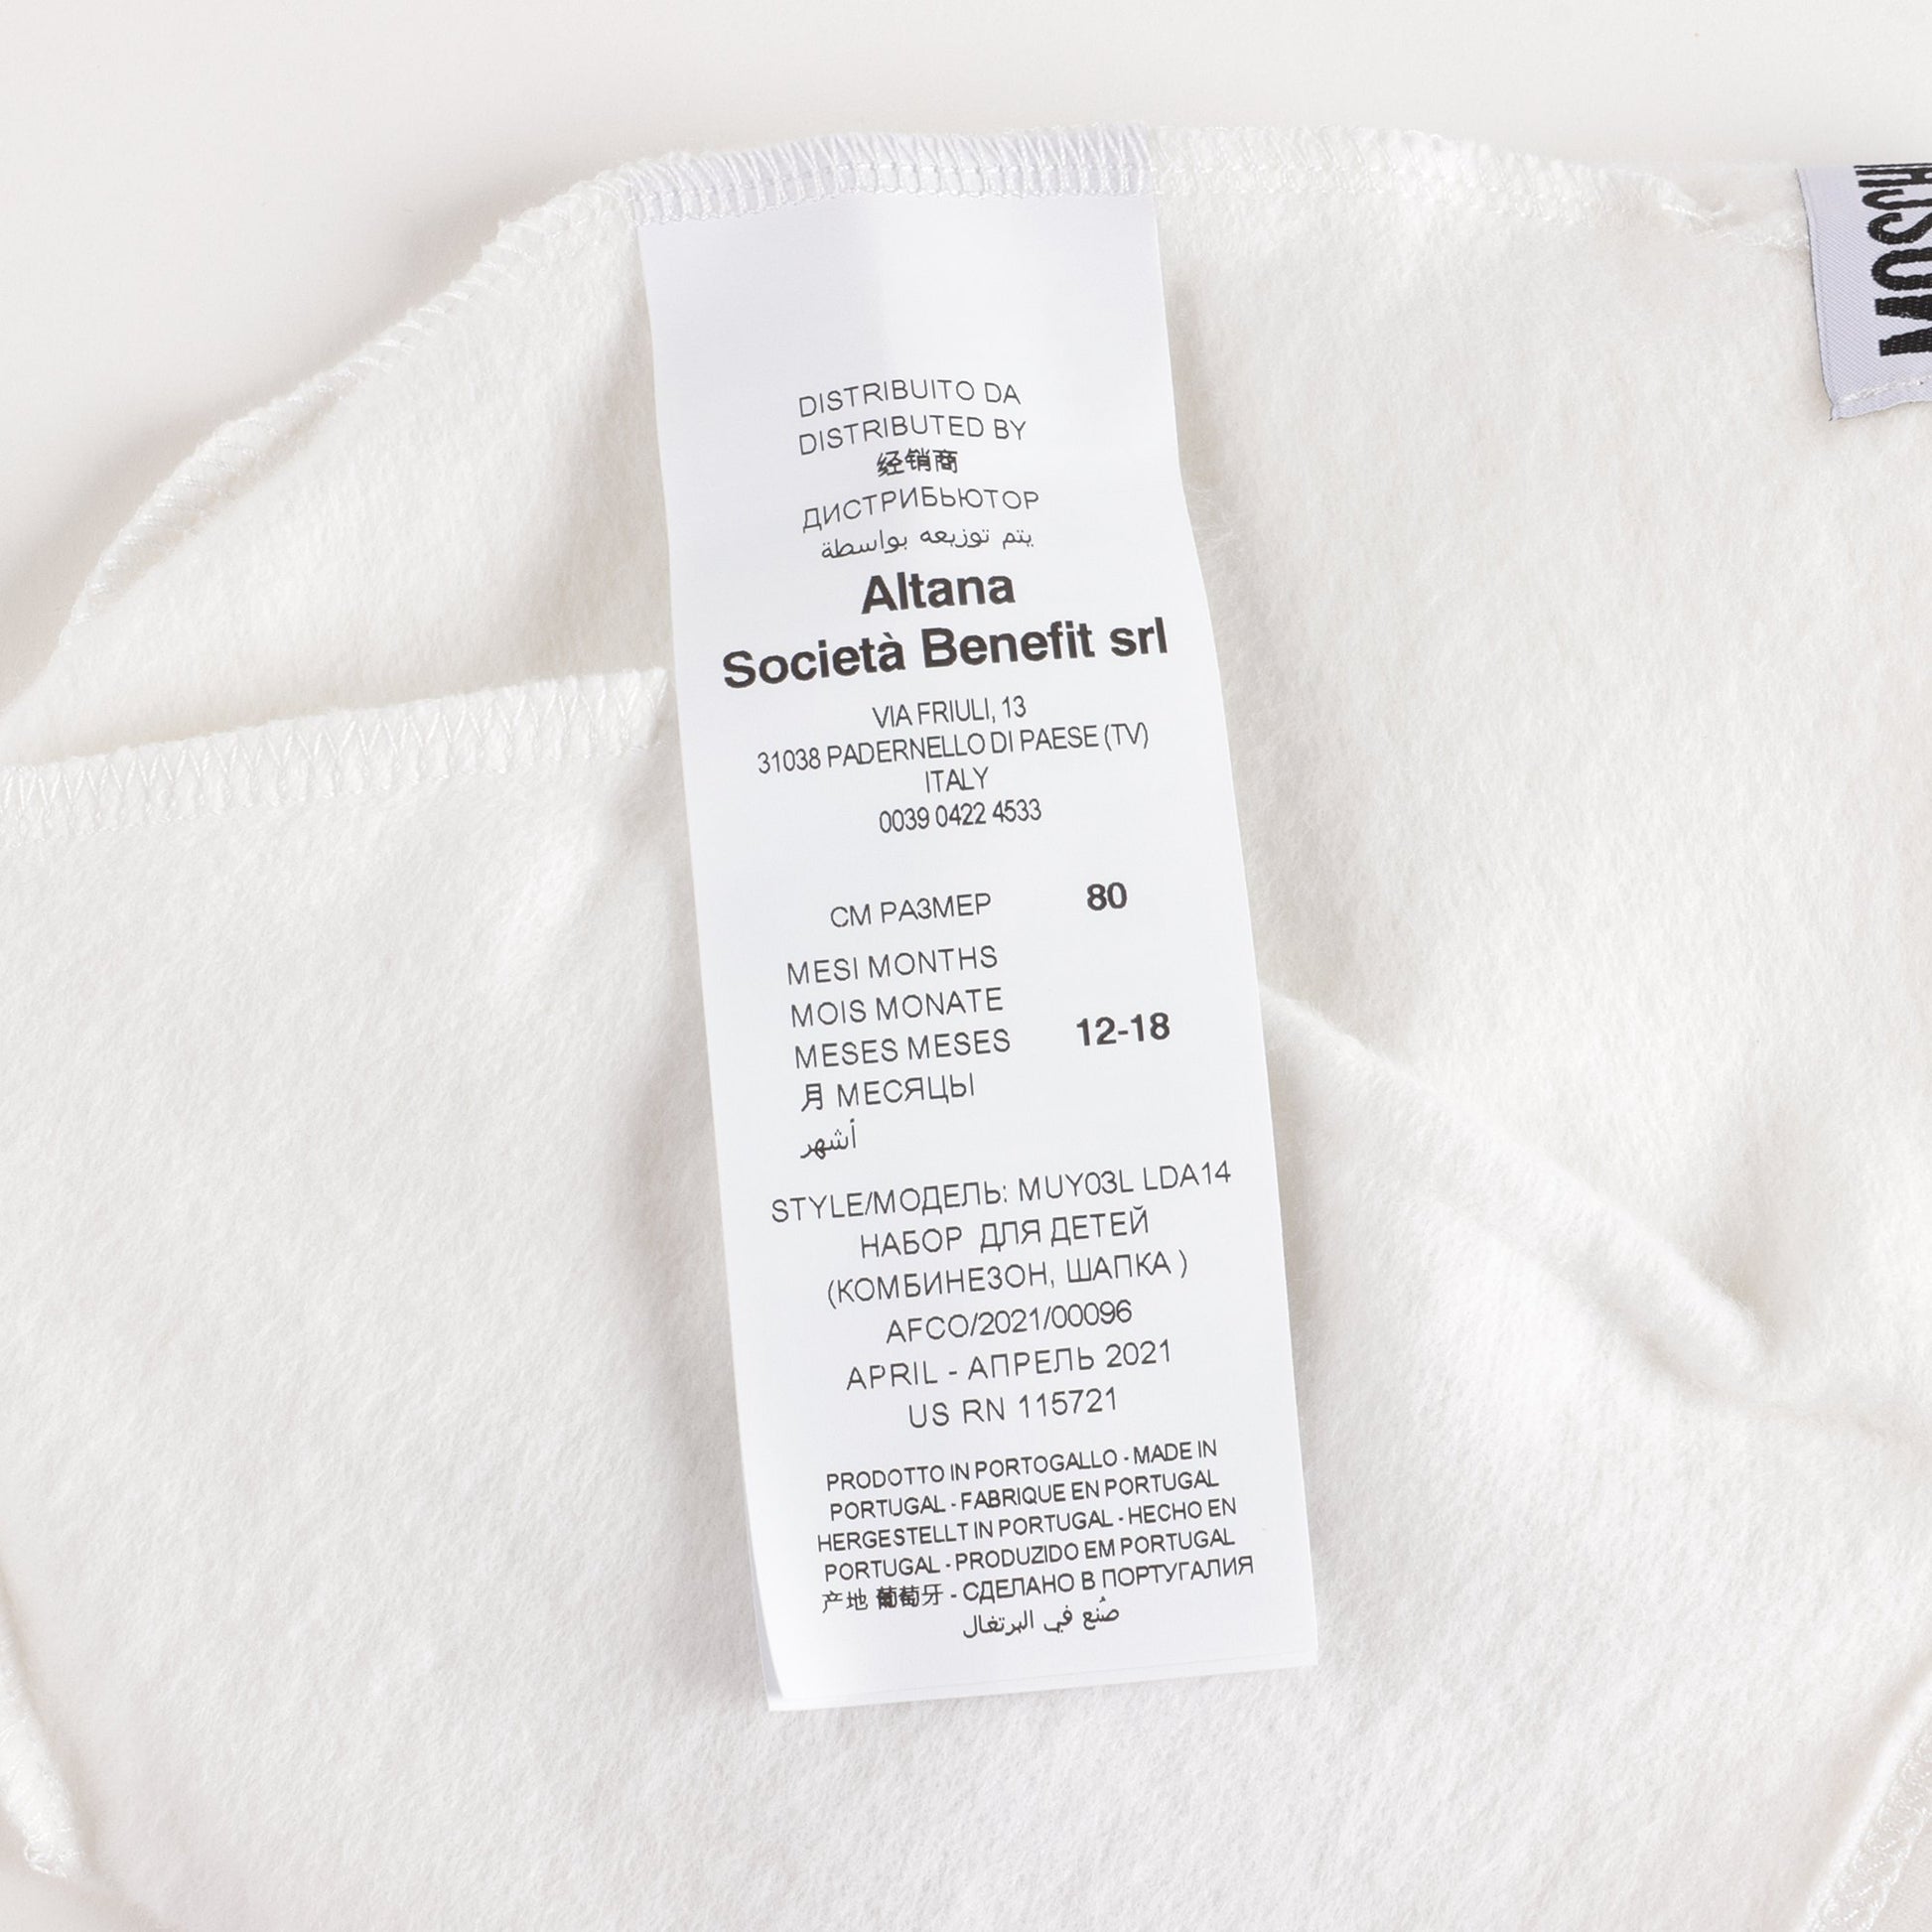 DISTRIBUITO DA
DISTRIBUTED BY
经销商
ДИСТРИБЬЮТОР
يتم توزيعه بواسطة
Altana
Società Benefit srl
VIA FRIULI, 13
31038 PADERNELLO DI PAESE (TV)
ITALY
0039 0422 4533
CM РАЗМЕР 80
MESI MONTHS
MOIS MONATE
MESES MESES 12-18
月 МЕСЯЦЫ
أشهر
STYLE/МОДЕЛЬ: MUY03L LDA14
НАБОР ДЛЯ ДЕТЕЙ
(КОМБИНЕЗОН, ШАПКА )
AFCO/2021/00096
APRIL - АПРЕЛЬ 2021
US RN 115721
PRODOTTO IN PORTOGALLO - MADE IN
PORTUGAL - FABRIQUE EN PORTUGAL
HERGESTELLT IN PORTUGAL - HECHO EN
PORTUGAL - PRODUZIDO EM PORTUGAL
产地 葡萄牙 - СДЕЛАНО В ПОРТУГАЛИЯ
صُنع في البرتغال